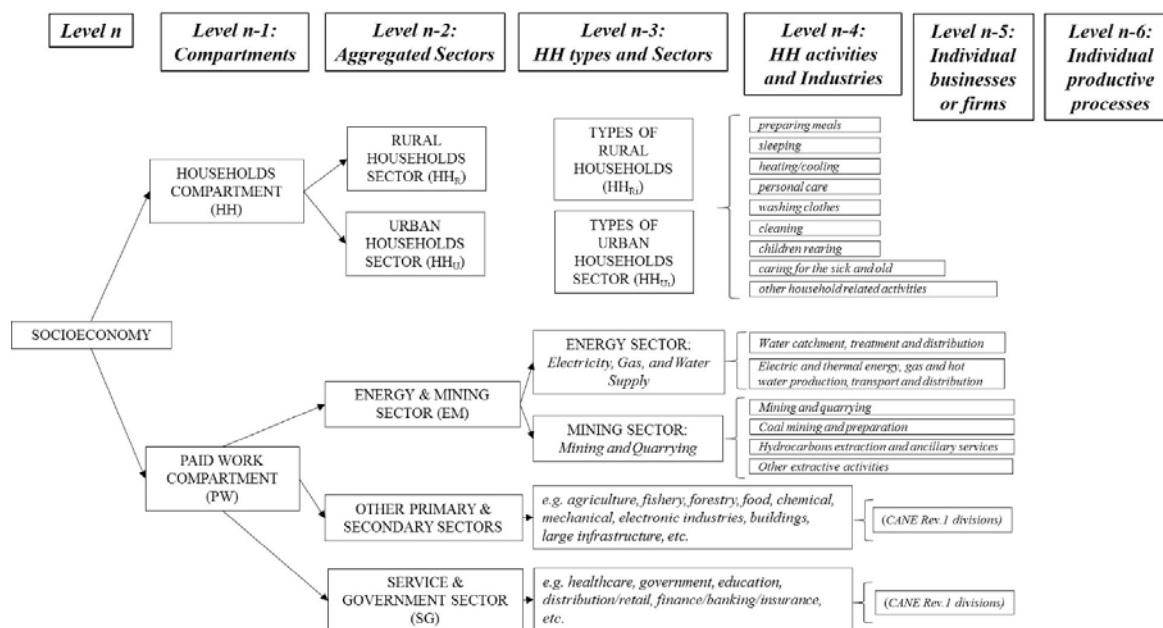 Level n
Level n-1:
Compartments
Level n-2:
Aggregated Sectors
Level n-3:
HH types and Sectors
Level n-4:
HH activities
and Industries
Level n-5:
Individual
businesses
or firms
Level n-6:
Individual
productive
processes
SOCIOECONOMY
HOUSEHOLDS
COMPARTMENT
(HH)
RURAL
HOUSEHOLDS
SECTOR (HH_R)
URBAN
HOUSEHOLDS
SECTOR (HH_U)
TYPES OF
RURAL
HOUSEHOLDS
(HH_Ri)
TYPES OF
URBAN
HOUSEHOLDS
SECTOR (HH_Ui)
preparing meals
sleeping
heating/cooling
personal care
washing clothes
cleaning
children rearing
caring for the sick and old
other household related activities
PAID WORK
COMPARTMENT
(PW)
ENERGY & MINING
SECTOR (EM)
ENERGY SECTOR:
Electricity, Gas, and Water
Supply
Water catchment, treatment and distribution
Electric and thermal energy, gas and hot
water production, transport and distribution
MINING SECTOR:
Mining and Quarrying
Mining and quarrying
Coal mining and preparation
Hydrocarbons extraction and ancillary services
Other extractive activities
OTHER PRIMARY &
SECONDARY SECTORS
e.g. agriculture, fishery, forestry, food, chemical,
mechanical, electronic industries, buildings,
large infrastructure, etc.
(CANE Rev.1 divisions)
SERVICE &
GOVERNMENT SECTOR
(SG)
e.g. healthcare, government, education,
distribution/retail, finance/banking/insurance,
etc.
(CANE Rev.1 divisions)